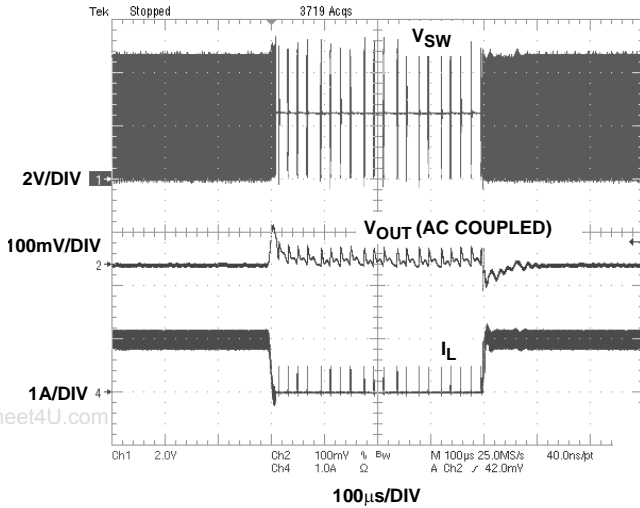 Tek Stopped 3719 Acqs
VSW
2V/DIV 1
VOUT (AC COUPLED)
100mV/DIV
2
IL
1A/DIV 4
eet4U.com
Ch1 2.0V Ch2 100mV % BW M 100µs 25.0MS/s 40.0ns/pt
Ch4 1.0A Ω A Ch2 / 42.0mV
100µs/DIV